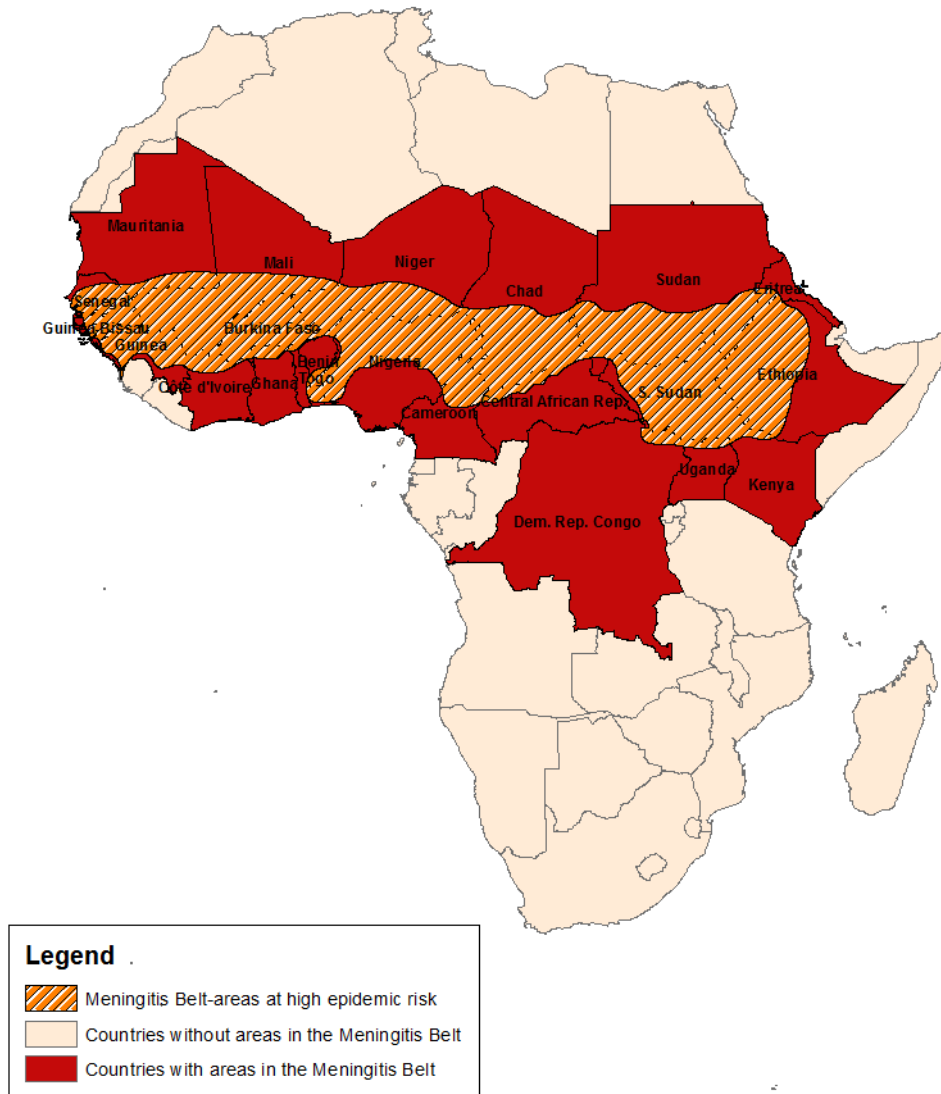 Mauritania
Mali
Niger
Chad
Sudan
Eritrea
Senegal
Guinea Bissau
Guinea
Burkina Faso
Benin
Togo
Nigeria
Côte d'Ivoire
Ghana
Cameroon
Central African Rep.
S. Sudan
Ethiopia
Uganda
Kenya
Dem. Rep. Congo
Legend
Meningitis Belt-areas at high epidemic risk
Countries without areas in the Meningitis Belt
Countries with areas in the Meningitis Belt